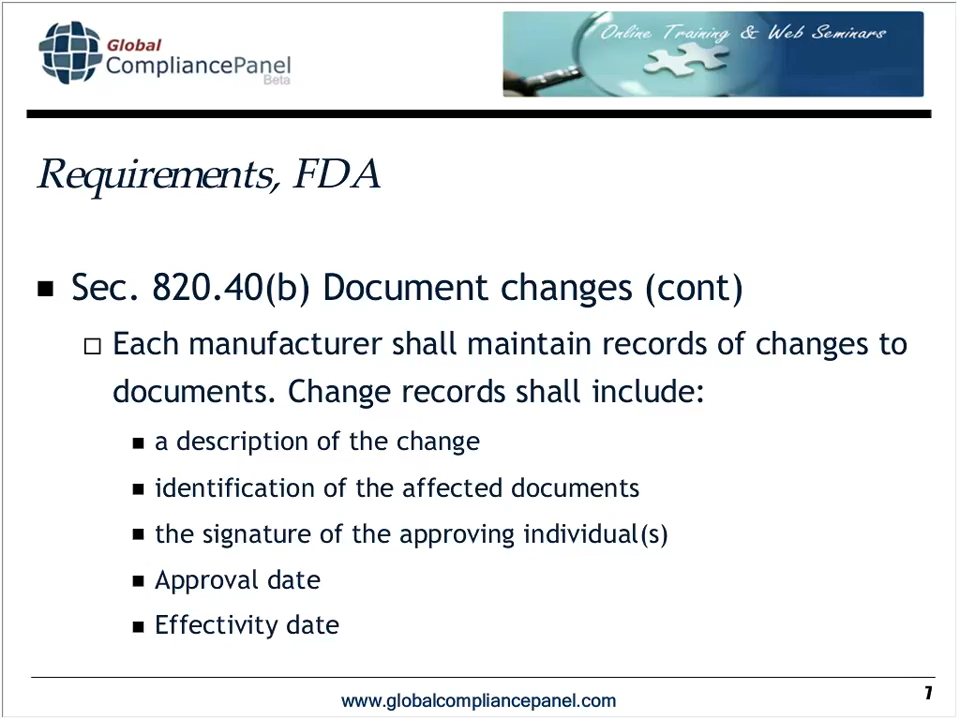 Global
CompliancePanel
Beta
Online Training & Web Seminars
Requirements, FDA
Sec. 820.40(b) Document changes (cont)
Each manufacturer shall maintain records of changes to
documents. Change records shall include:
a description of the change
identification of the affected documents
the signature of the approving individual(s)
Approval date
Effectivity date
www.globalcompliancepanel.com
7